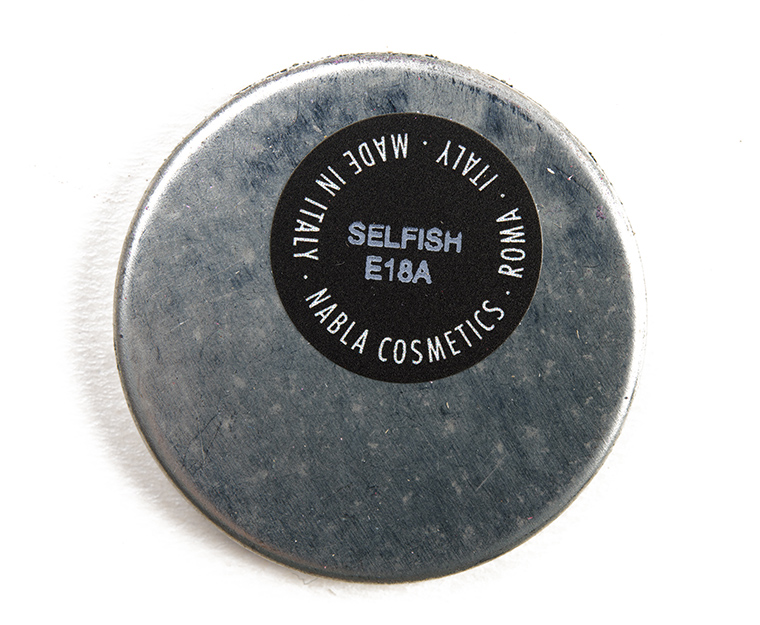 SELFISH
E18A
NABLA COSMETICS · ROMA · ITALY · MADE IN ITALY ·